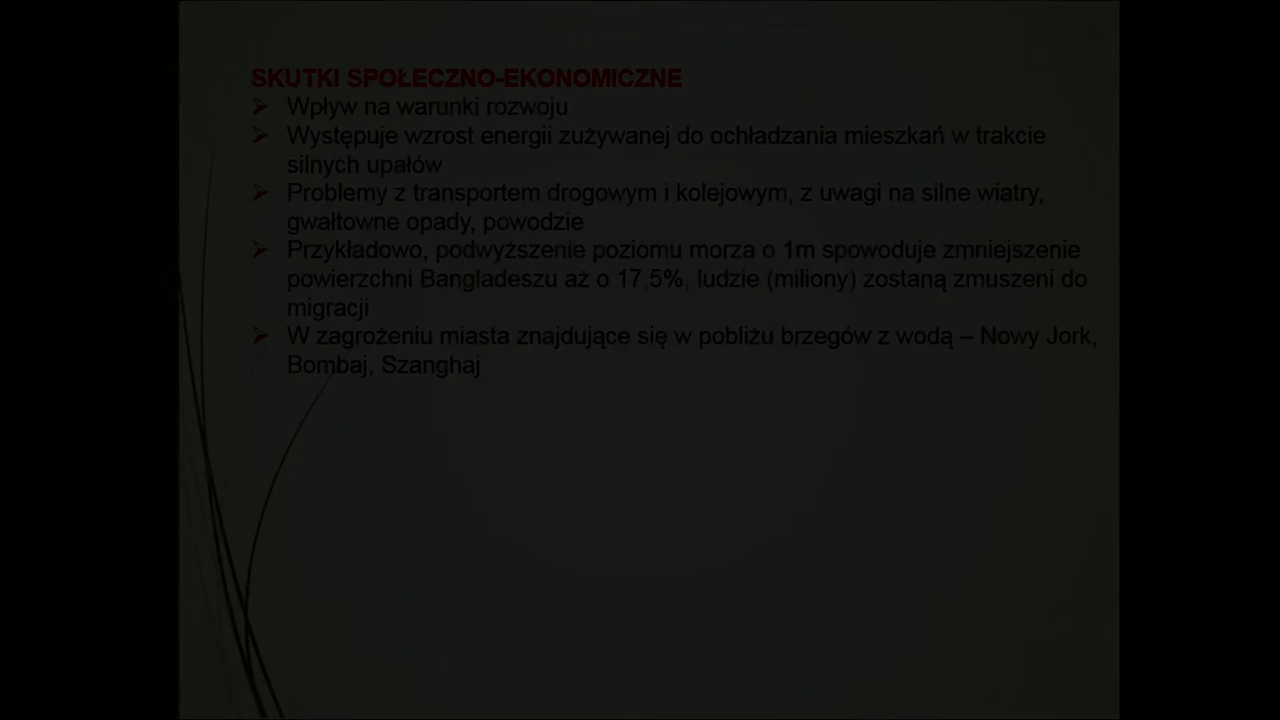 SKUTKI SPOŁECZNO-EKONOMICZNE
Wpływ na warunki rozwoju
Występuje wzrost energii zużywanej do ochładzania mieszkań w trakcie
silnych upałów
Problemy z transportem drogowym i kolejowym, z uwagi na silne wiatry,
gwałtowne opady, powodzie
Przykładowo, podwyższenie poziomu morza o 1m spowoduje zmniejszenie
powierzchni Bangladeszu aż o 17,5%, ludzie (miliony) zostaną zmuszeni do
migracji
W zagrożeniu miasta znajdujące się w pobliżu brzegów z wodą – Nowy Jork,
Bombaj, Szanghaj